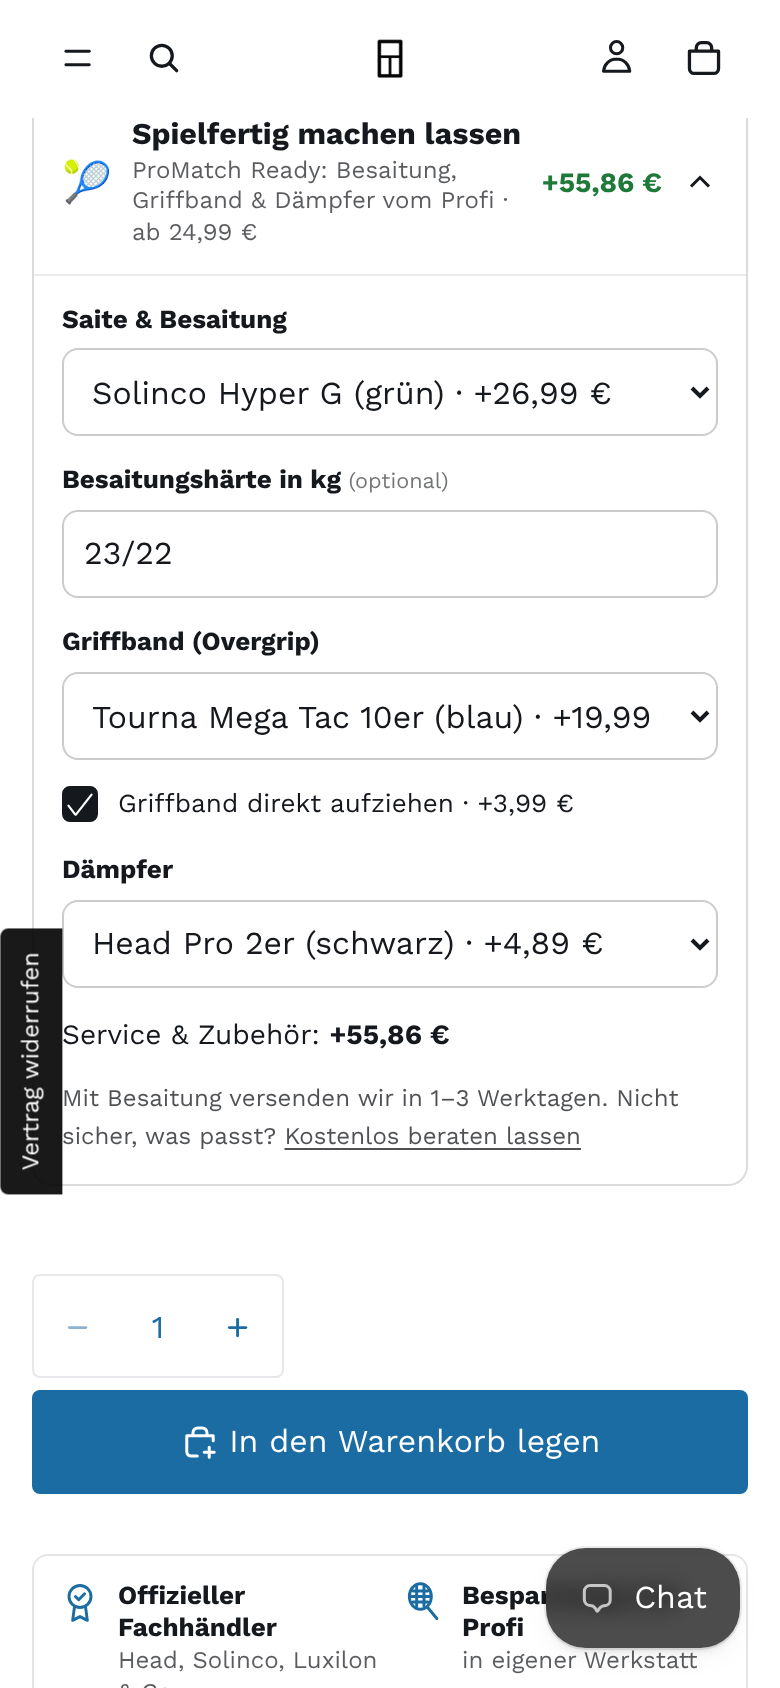 Spielfertig machen lassen
ProMatch Ready: Besaitung,
Griffband & Dämpfer vom Profi ·
ab 24,99 €
+55,86 €
Saite & Besaitung
Solinco Hyper G (grün) · +26,99 €
Besaitungshärte in kg (optional)
23/22
Griffband (Overgrip)
Tourna Mega Tac 10er (blau) · +19,99
Griffband direkt aufziehen · +3,99 €
Dämpfer
Head Pro 2er (schwarz) · +4,89 €
Vertrag widerrufen
Service & Zubehör: +55,86 €
Mit Besaitung versenden wir in 1–3 Werktagen. Nicht
sicher, was passt? Kostenlos beraten lassen
− 1 +
In den Warenkorb legen
Offizieller
Fachhändler
Head, Solinco, Luxilon
Profi
in eigener Werkstatt
Chat